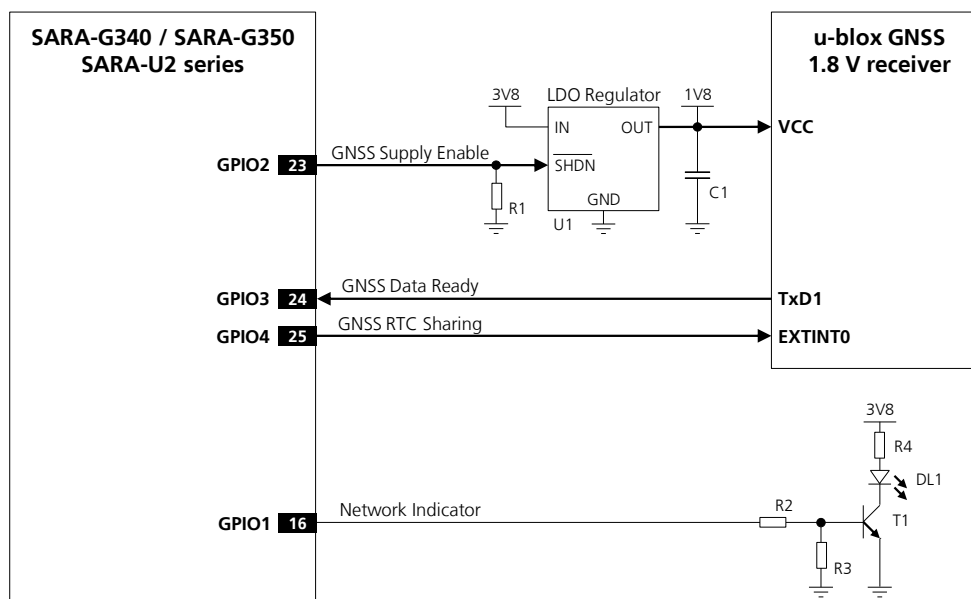 SARA-G340 / SARA-G350
SARA-U2 series
u-blox GNSS
1.8 V receiver
3V8
LDO Regulator
1V8
IN
OUT
VCC
GPIO2
23
GNSS Supply Enable
SHDN
R1
GND
U1
C1
GPIO3
24
GNSS Data Ready
TxD1
GPIO4
25
GNSS RTC Sharing
EXTINT0
3V8
R4
DL1
GPIO1
16
Network Indicator
R2
T1
R3